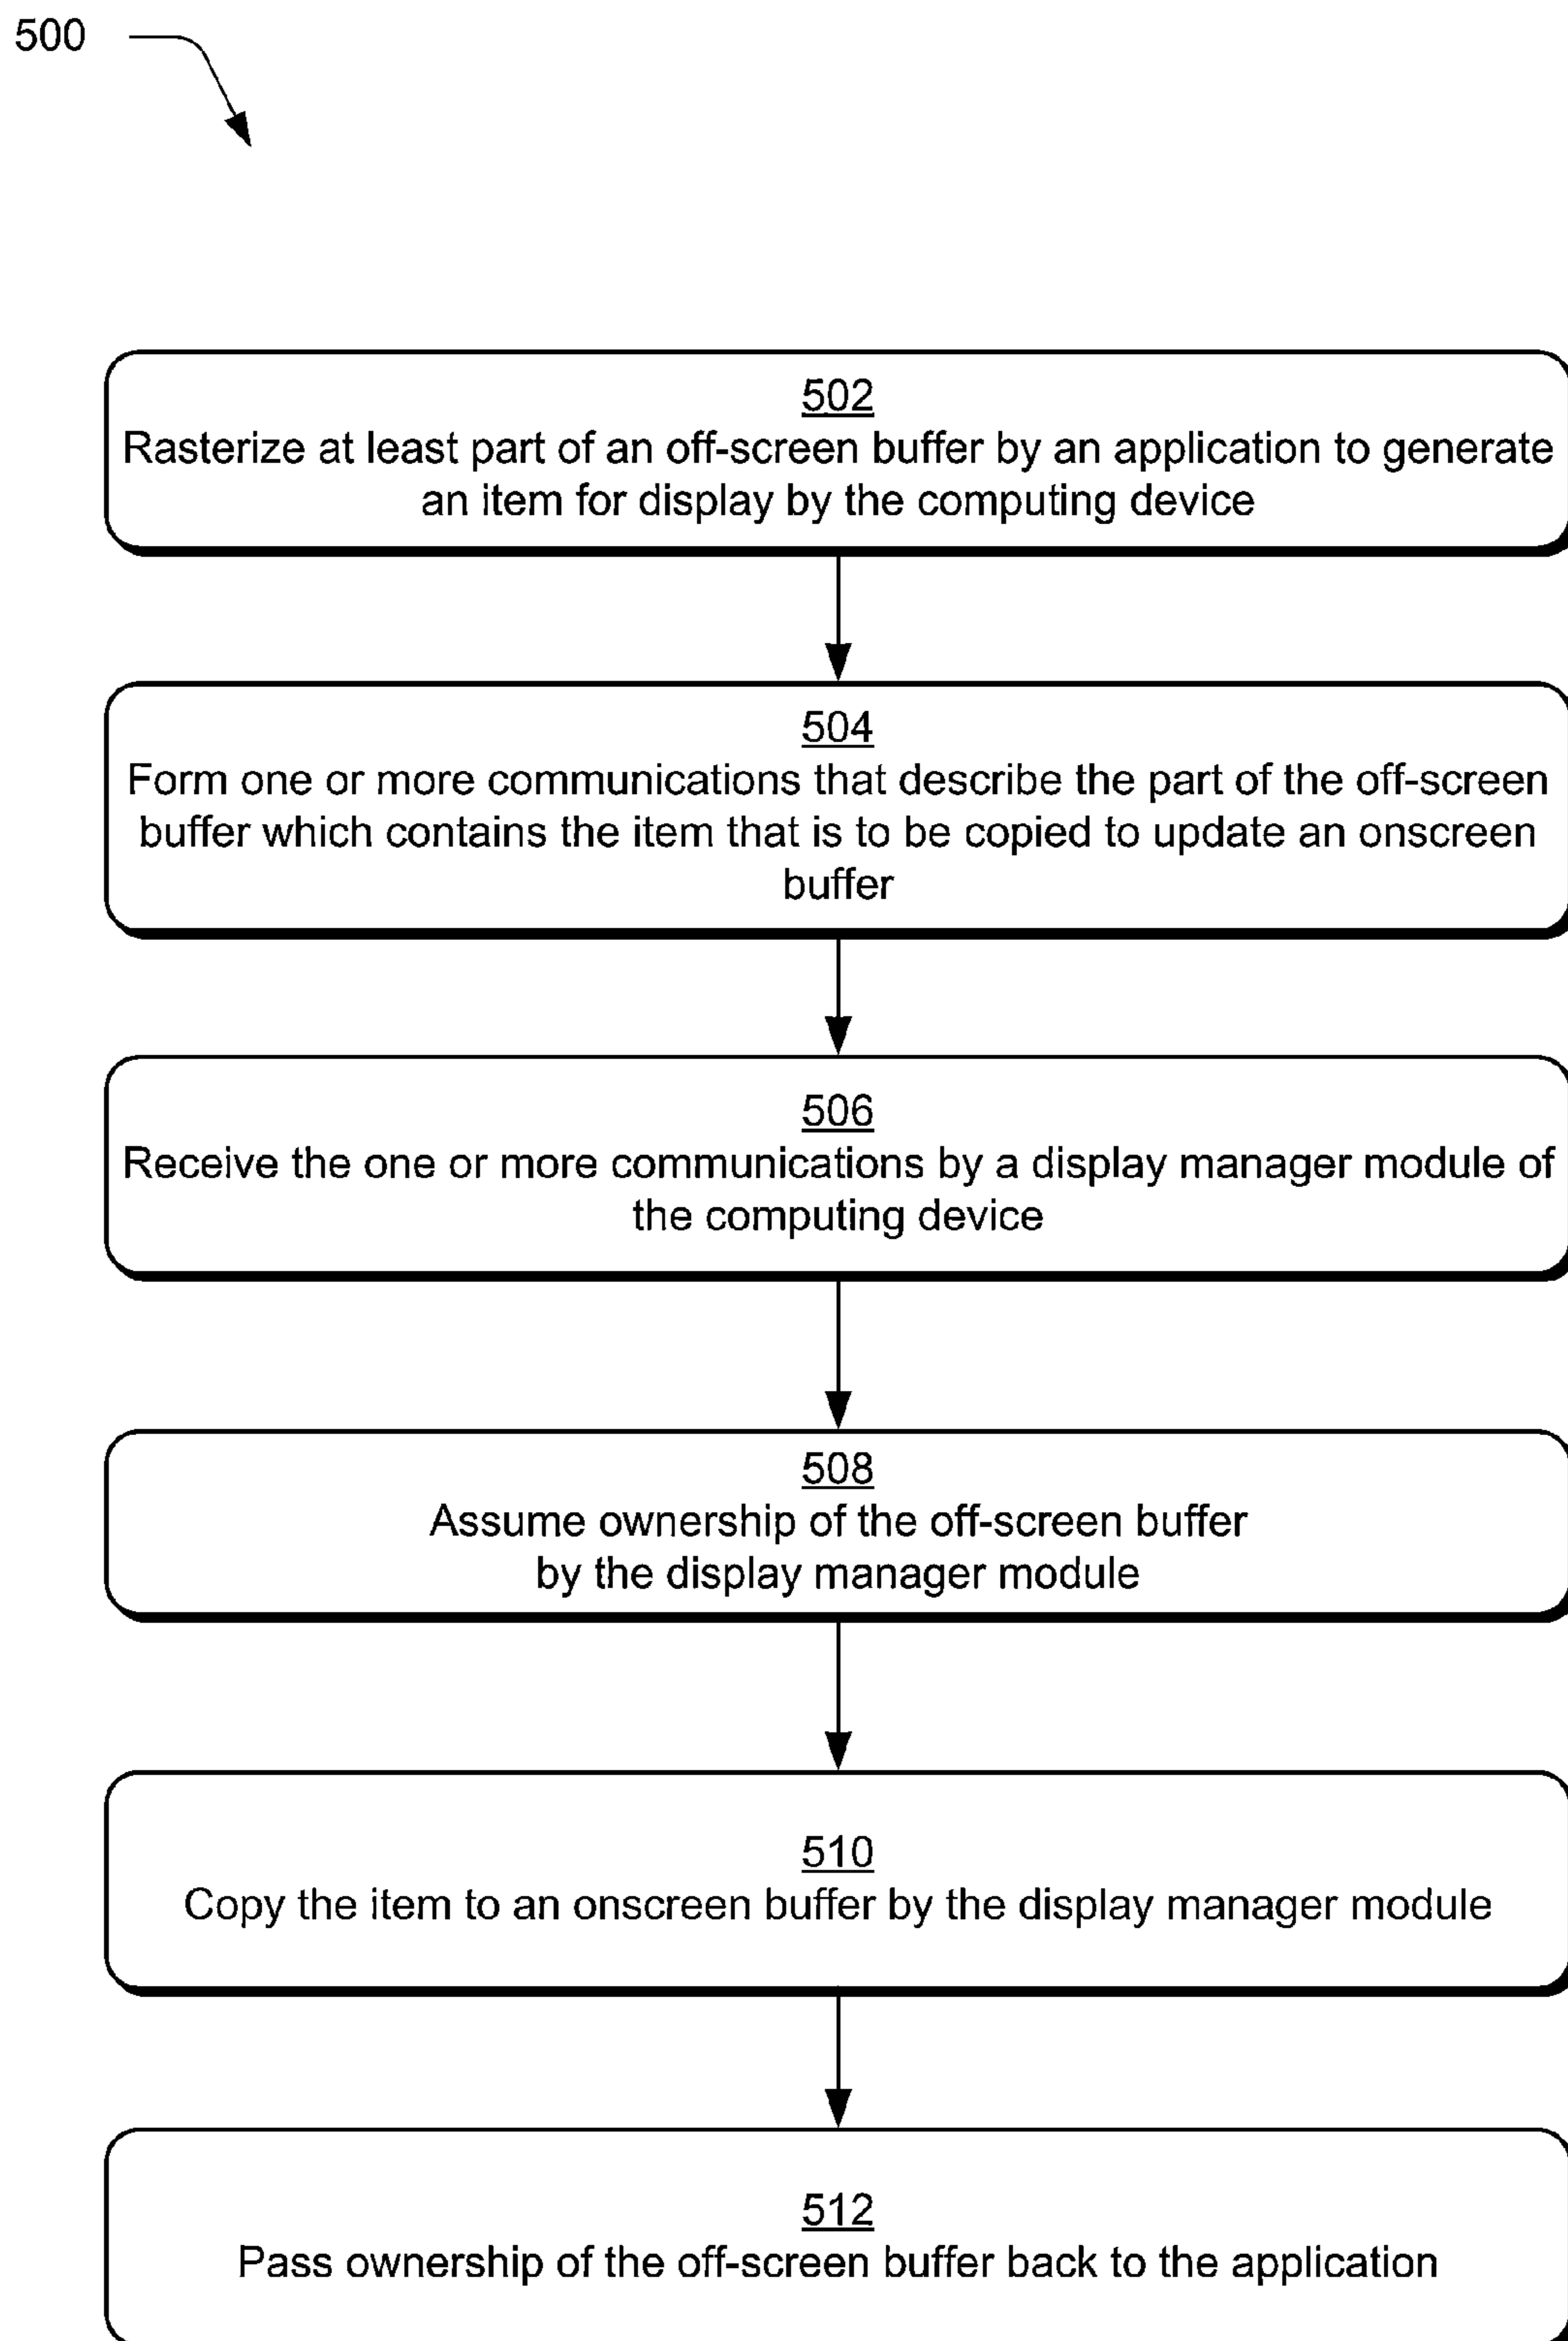 500
502
Rasterize at least part of an off-screen buffer by an application to generate
an item for display by the computing device
504
Form one or more communications that describe the part of the off-screen
buffer which contains the item that is to be copied to update an onscreen
buffer
506
Receive the one or more communications by a display manager module of
the computing device
508
Assume ownership of the off-screen buffer
by the display manager module
510
Copy the item to an onscreen buffer by the display manager module
512
Pass ownership of the off-screen buffer back to the application